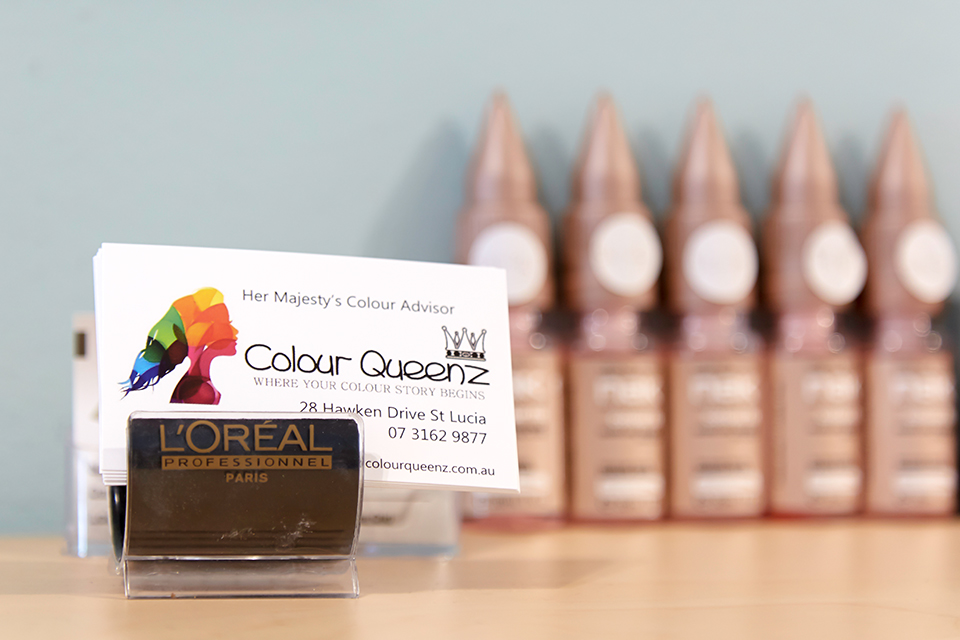 Her Majesty's Colour Advisor
Colour Queenz
WHERE YOUR COLOUR STORY BEGINS
28 Hawken Drive St Lucia
07 3162 9877
colourqueenz.com.au
L'ORÉAL
PROFESSIONNEL
PARIS